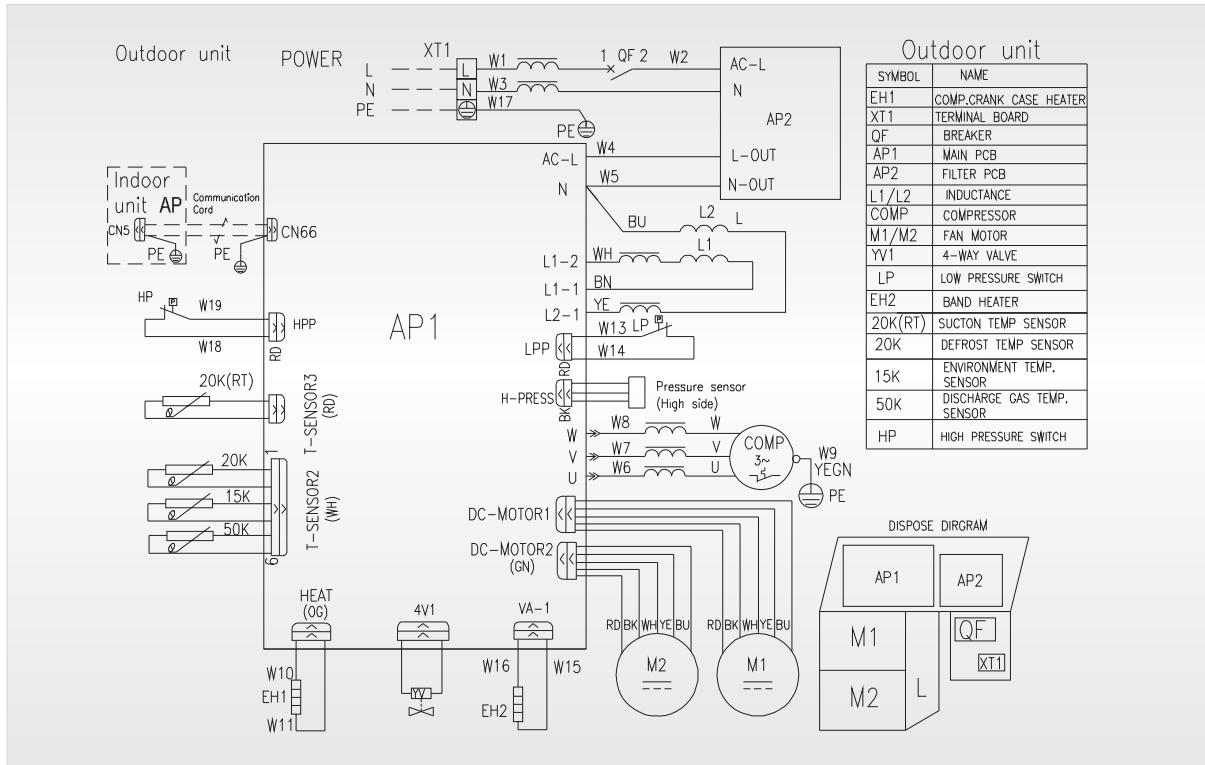 Outdoor unit
POWER
XT1
L
N
PE
L
N
W1
W3
W17
PE
1 QF 2
W2
AC-L
N
AP2
L-OUT
N-OUT
AC-L
N
W4
W5
Indoor
unit AP
Communication
Cord
CN5
CN66
PE
PE
BU
L2
L
L1-2
WH
L1
L1-1
BN
L2-1
YE
HP
P
W19
W18
HPP
RD
AP1
W13
LP
P
LPP
W14
RD
20K(RT)
T-SENSOR3
(RD)
H-PRESS
BK
Pressure sensor
(High side)
W
W8
W
V
W7
V
U
W6
U
COMP
3~
W9
YEGN
PE
20K
15K
50K
1
6
T-SENSOR2
(WH)
DC-MOTOR1
DC-MOTOR2
(GN)
HEAT
(OG)
4V1
VA-1
W10
EH1
W11
YV
W16
W15
EH2
RD BK WH YE BU
M2
RD BK WH YE BU
M1
Outdoor unit
SYMBOL NAME
EH1 COMP.CRANK CASE HEATER
XT1 TERMINAL BOARD
QF BREAKER
AP1 MAIN PCB
AP2 FILTER PCB
L1/L2 INDUCTANCE
COMP COMPRESSOR
M1/M2 FAN MOTOR
YV1 4-WAY VALVE
LP LOW PRESSURE SWITCH
EH2 BAND HEATER
20K(RT) SUCTON TEMP SENSOR
20K DEFROST TEMP SENSOR
15K ENVIRONMENT TEMP.
SENSOR
50K DISCHARGE GAS TEMP.
SENSOR
HP HIGH PRESSURE SWITCH
DISPOSE DIRGRAM
AP1
AP2
M1
M2
L
QF
XT1